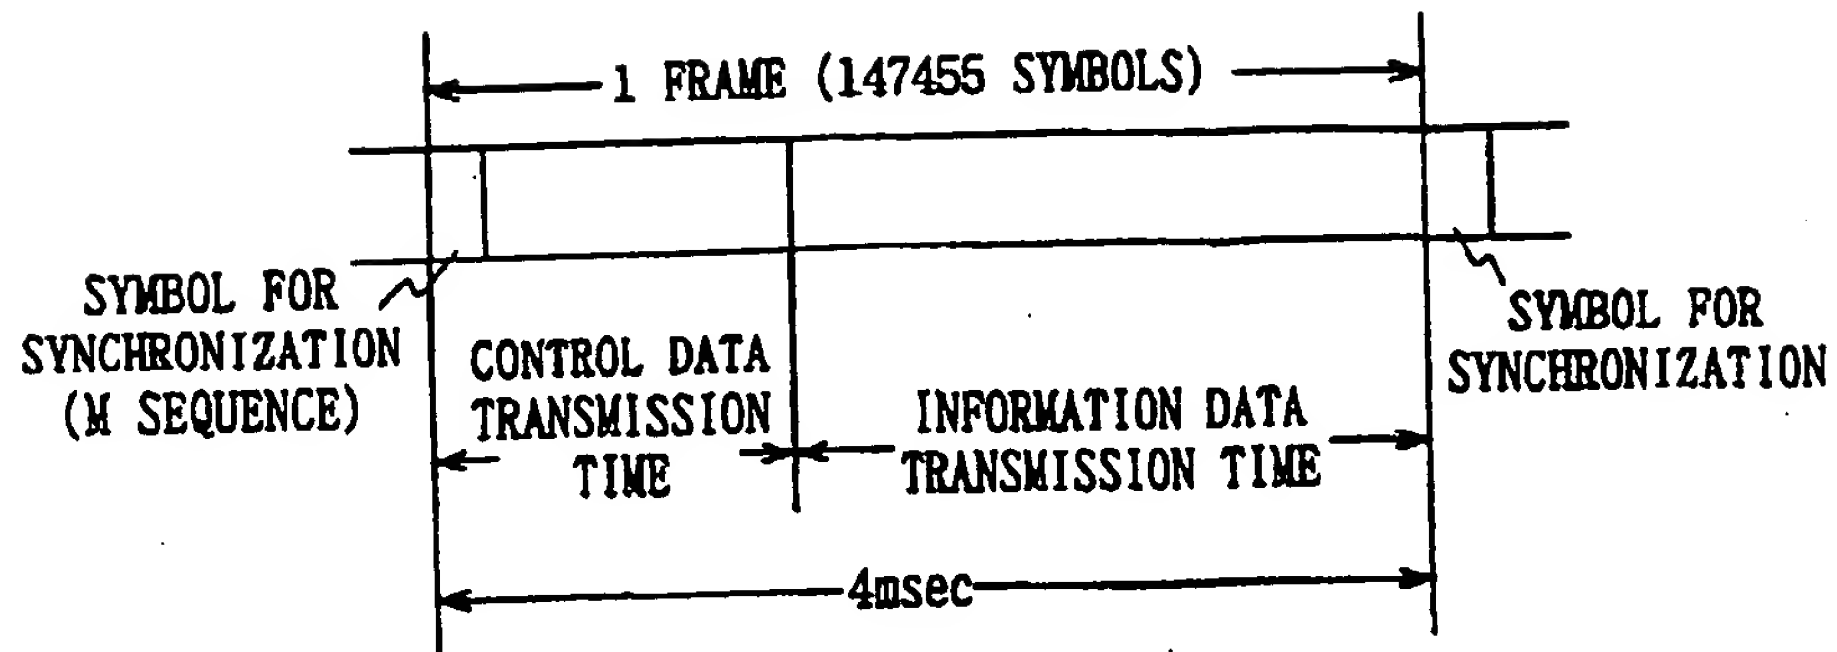 1 FRAME (147455 SYMBOLS)
SYMBOL FOR
SYNCHRONIZATION
(M SEQUENCE)
CONTROL DATA
TRANSMISSION
TIME
INFORMATION DATA
TRANSMISSION TIME
SYMBOL FOR
SYNCHRONIZATION
4msec